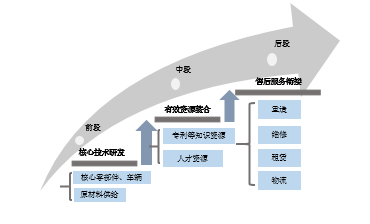 后段
中段
售后服务衔接
前段
有效资源整合
核心技术研发
专利等知识资源
维修
人才资源
租赁
核心零部件、车辆
物流
原材料供给